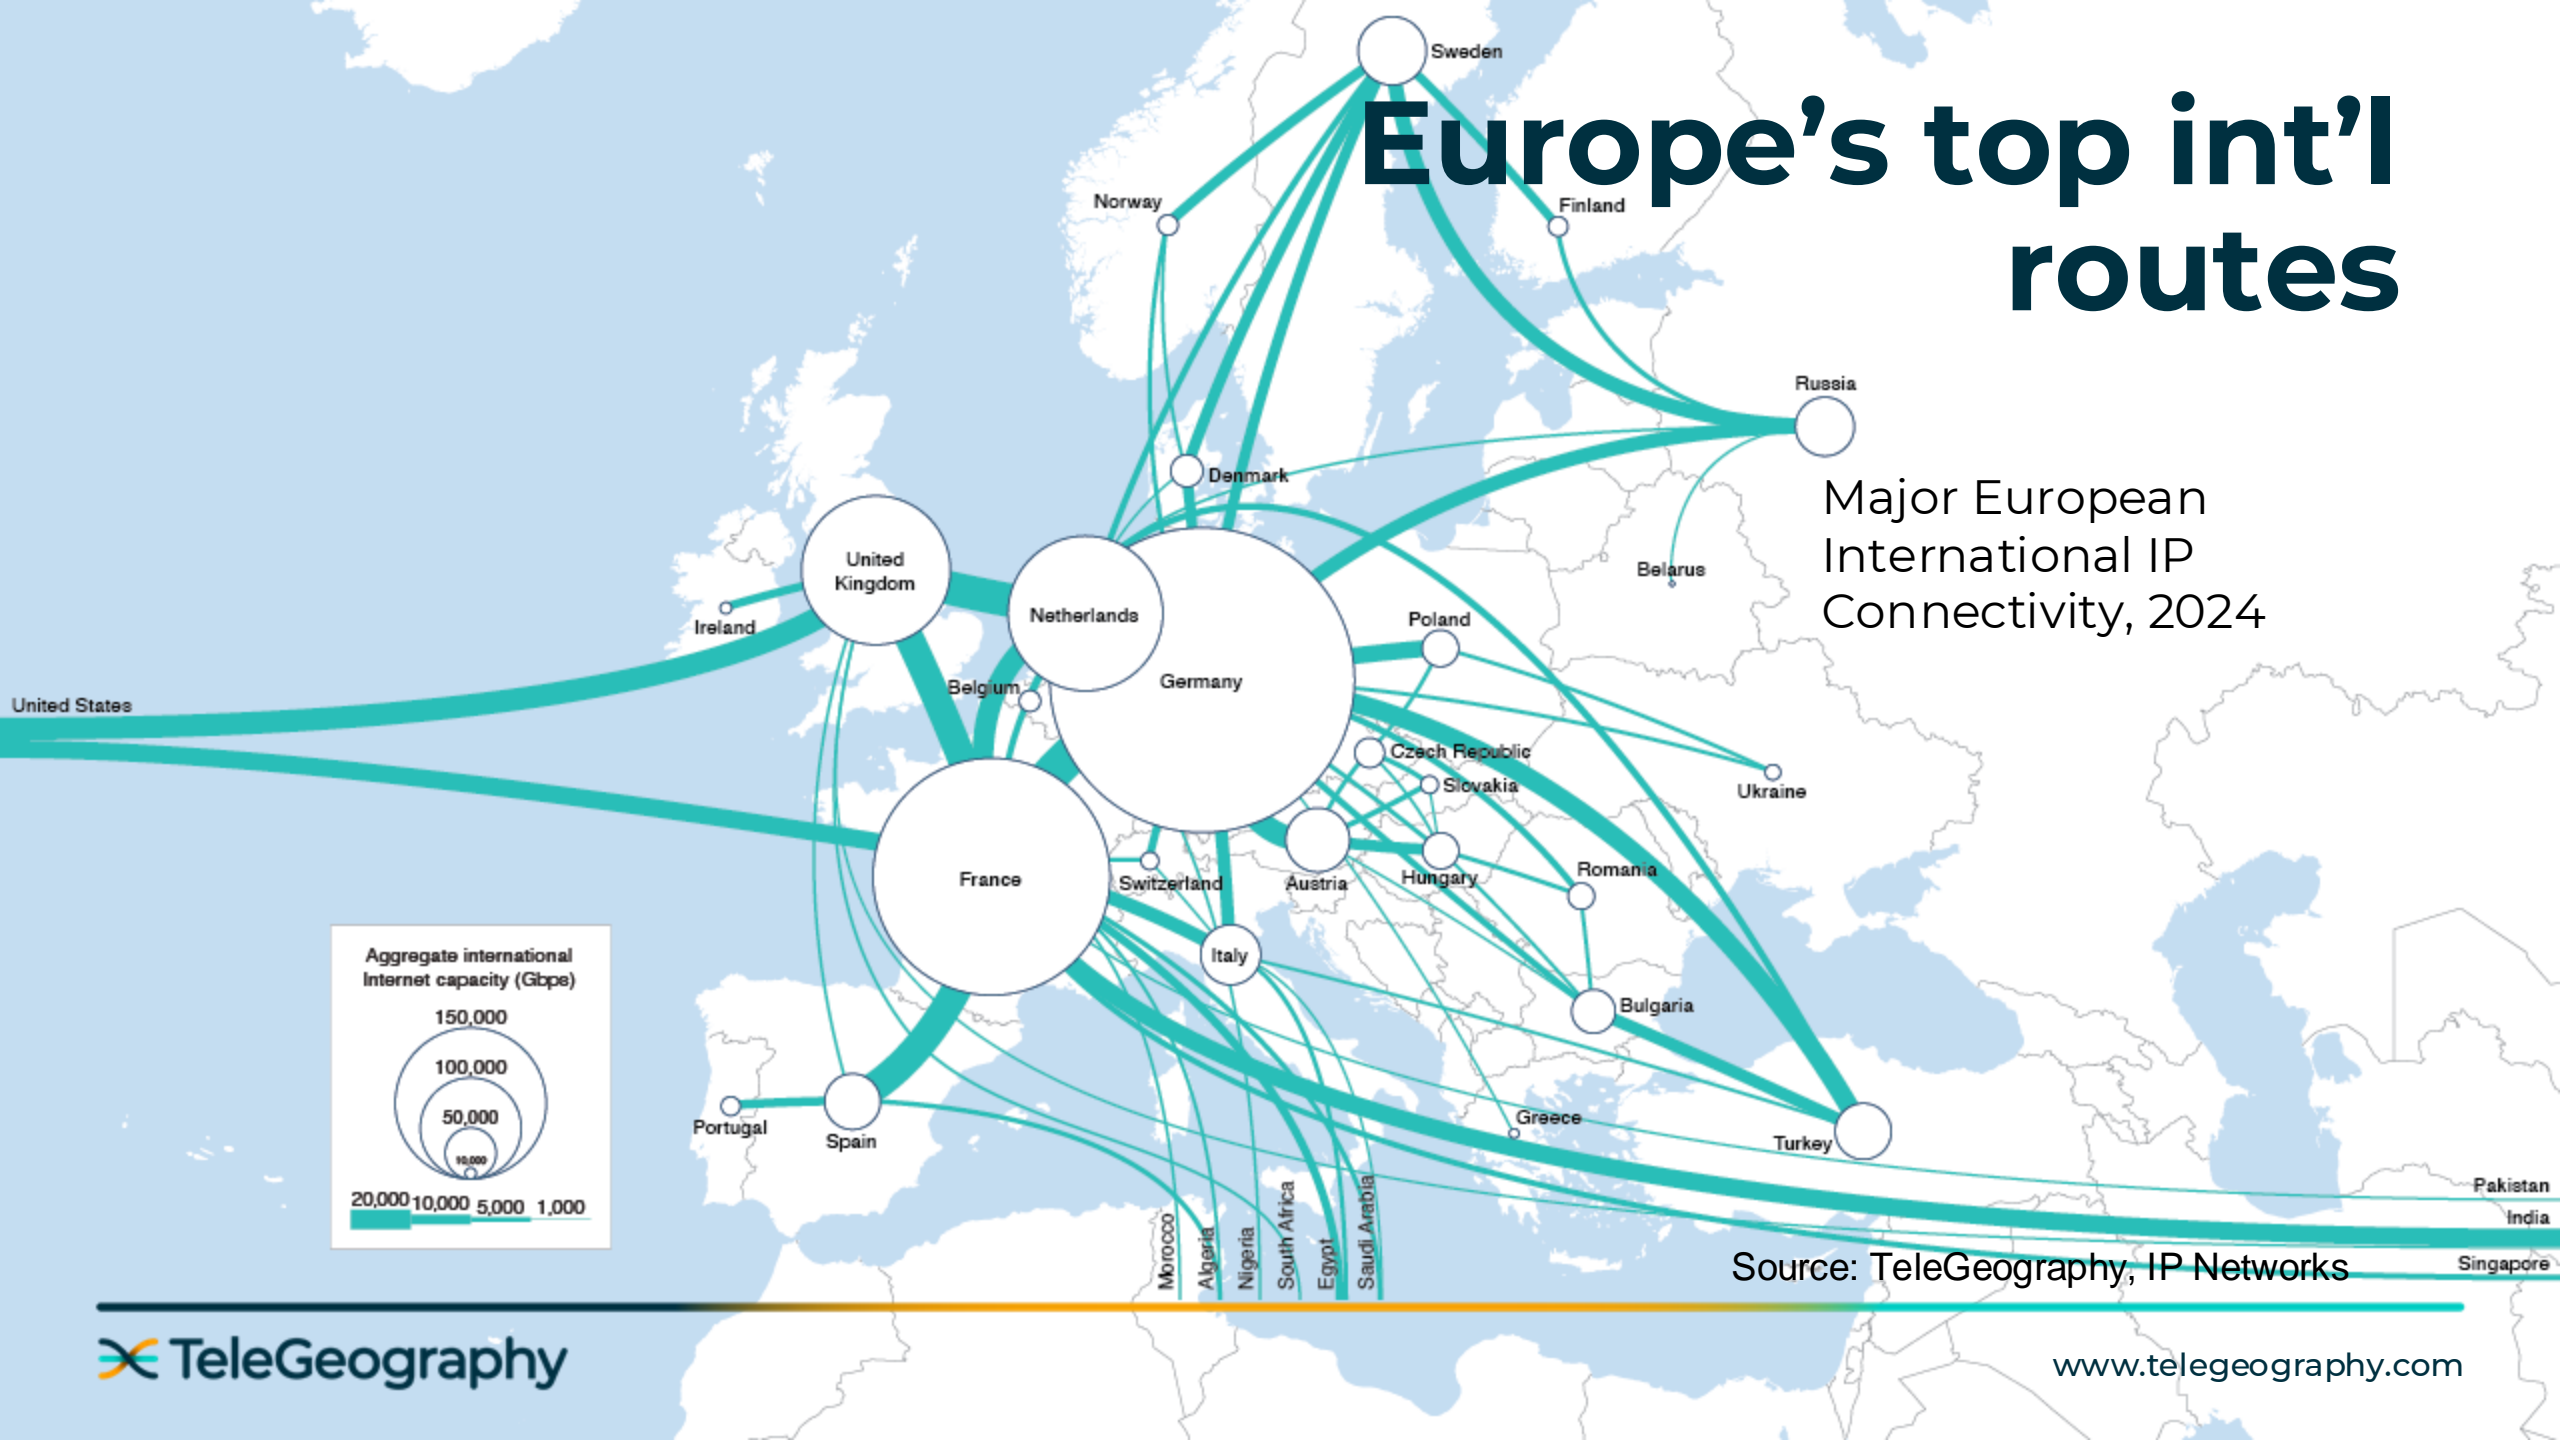 Sweden
Europe’s top int’l
routes
Norway
Finland
Russia
Denmark
Major European
International IP
Connectivity, 2024
United
Kingdom
Belarus
Netherlands
Poland
Ireland
Germany
Belgium
United States
Czech Republic
Slovakia
Ukraine
France
Switzerland
Austria
Hungary
Romania
Italy
Bulgaria
Aggregate international
Internet capacity (Gbps)
150,000
100,000
50,000
10,000
20,000 10,000 5,000 1,000
Portugal
Spain
Greece
Turkey
Morocco
Algeria
Nigeria
South Africa
Egypt
Saudi Arabia
Pakistan
India
Singapore
Source: TeleGeography, IP Networks
TeleGeography
www.telegeography.com